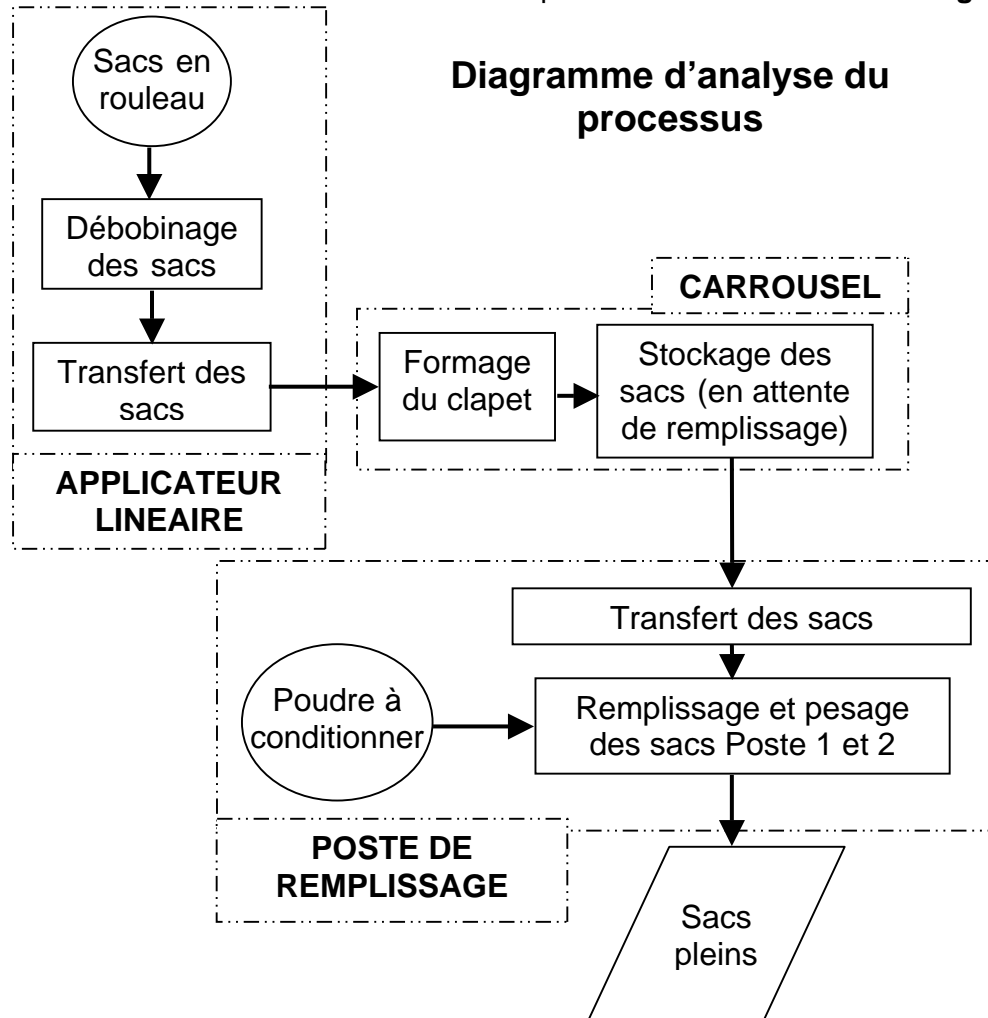 Sacs en
rouleau
Diagramme d'analyse du
processus
Débobinage
des sacs
Transfert des
sacs
APPLICATEUR
LINEAIRE
CARROUSEL
Formage
du clapet
Stockage des
sacs (en attente
de remplissage)
Transfert des sacs
Poudre à
conditionner
Remplissage et pesage
des sacs Poste 1 et 2
POSTE DE
REMPLISSAGE
Sacs
pleins